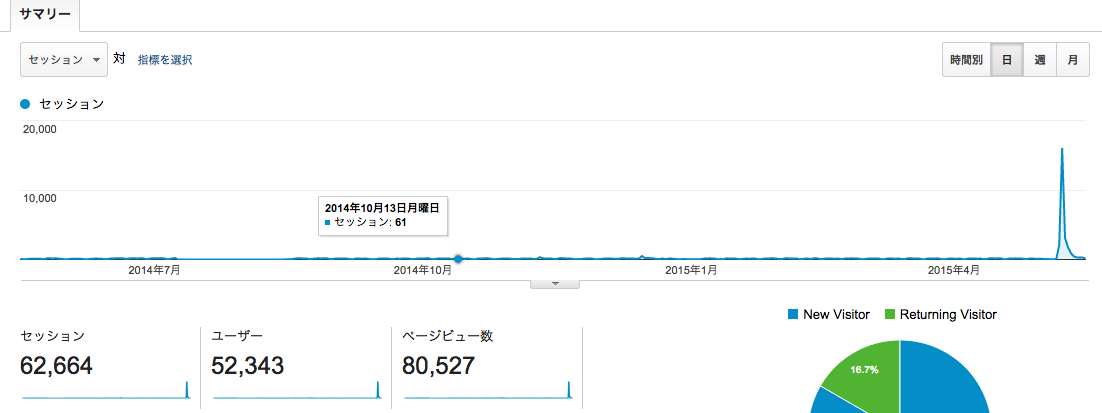 サマリー
セッション 対 指標を選択 時間別 日 週 月
セッション
20,000
10,000
2014年10月13日月曜日
セッション: 61
2014年7月 2014年10月 2015年1月 2015年4月
New Visitor Returning Visitor
セッション ユーザー ページビュー数
62,664 52,343 80,527
16.7%